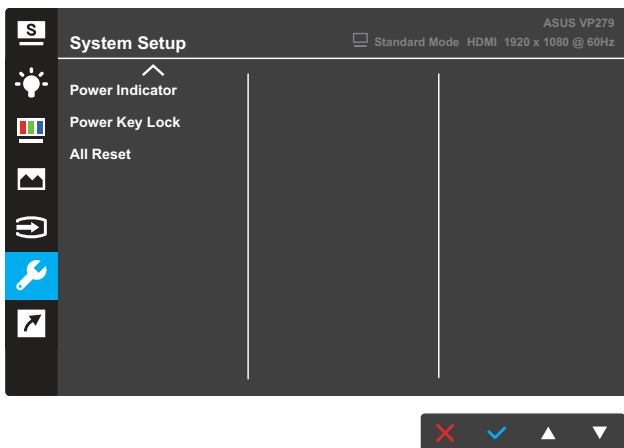 S
ASUS VP279
System Setup
Standard Mode HDMI 1920 x 1080 @ 60Hz
Power Indicator
Power Key Lock
All Reset